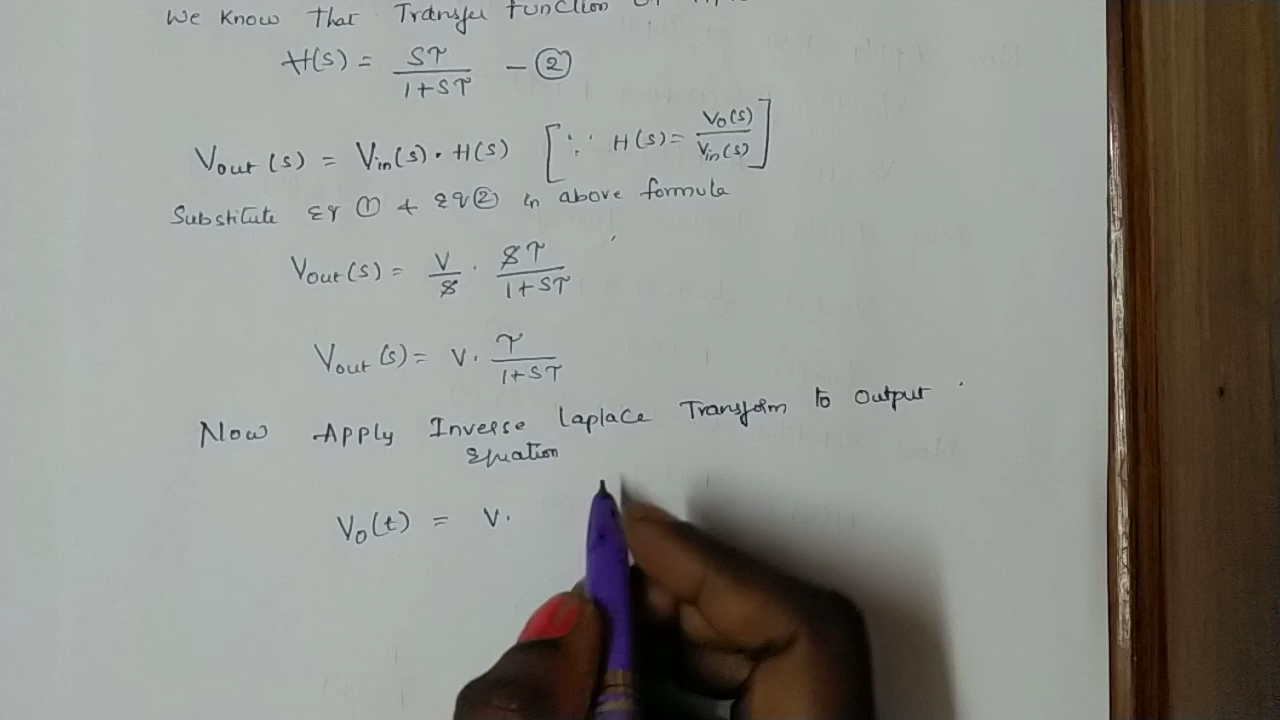 We Know That Transfer Function of
H(s) = Sτ / 1+Sτ — ②
Vout (s) = Vin(s) · H(s) [∵ H(s) = Vo(s) / Vin(s)]
Substitute Eq ① & Eq ② in above formula
Vout(s) = V/S · Sτ / 1+Sτ
Vout (s) = V · τ / 1+Sτ
Now Apply Inverse Laplace Transform to Output
Equation
Vo(t) = V.